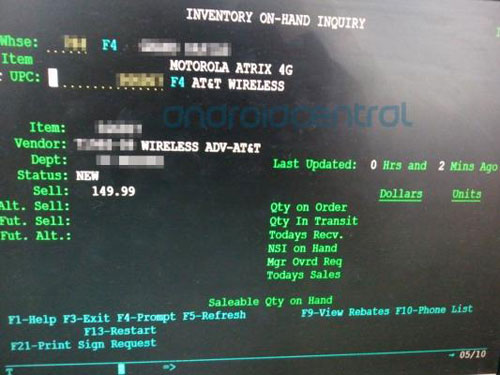 INVENTORY ON-HAND INQUIRY
Whse: F4
Item MOTOROLA ATRIX 4G
r UPC: F4 AT&T WIRELESS
androidcentral
Item:
Vendor: WIRELESS ADV-AT&T
Dept:
Last Updated: 0 Hrs and 2 Mins Ago
Status: NEW
Sell: 149.99
Dollars Units
Alt. Sell:
Qty on Order
Fut. Sell:
Qty In Transit
Fut. Alt.:
Todays Recv.
NSI on Hand
Mgr Ovrd Req
Todays Sales
Saleable Qty on Hand
F1-Help F3-Exit F4-Prompt F5-Refresh F9-View Rebates F10-Phone List
F13-Restart
F21-Print Sign Request
T => 05/10